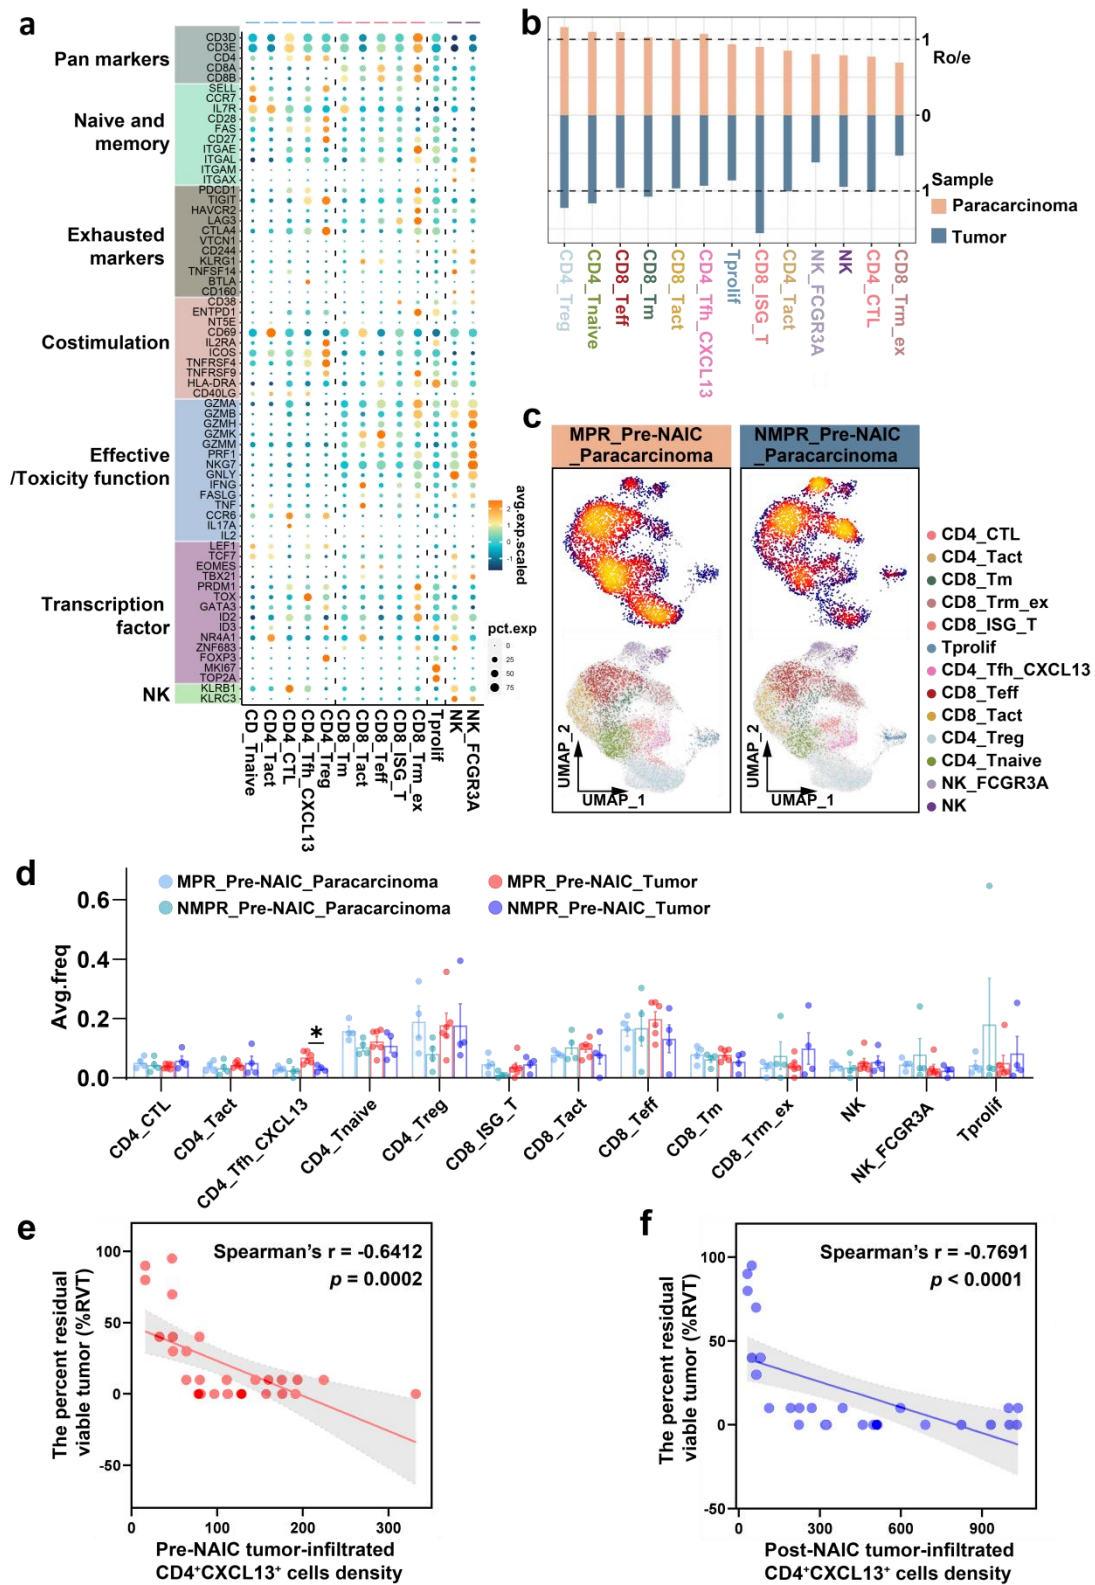 a
Pan markers
Naive and
memory
Exhausted
markers
Costimulation
Effective
/Toxicity function
Transcription
factor
NK
CD3D
CD3E
CD4
CD8A
CD8B
SELL
CCR7
IL7R
CD28
FAS
CD27
ITGAE
ITGAL
ITGAM
ITGAX
PDCD1
TIGIT
HAVCR2
LAG3
CTLA4
VTCN1
CD244
KLRG1
TNFSF14
BTLA
CD160
CD38
ENTPD1
NT5E
CD69
IL2RA
ICOS
TNFRSF4
TNFRSF9
HLA-DRA
CD40LG
GZMA
GZMB
GZMH
GZMK
GZMM
PRF1
NKG7
GNLY
IFNG
FASLG
TNF
CCR6
IL17A
IL2
LEF1
TCF7
EOMES
TBX21
PRDM1
TOX
GATA3
ID2
ID3
NR4A1
ZNF683
FOXP3
MKI67
TOP2A
KLRB1
KLRC3
CD_Tnaive
CD4_Tact
CD4_CTL
CD4_Tfh_CXCL13
CD4_Treg
CD8_Tm
CD8_Tact
CD8_Teff
CD8_ISG_T
CD8_Trm_ex
Tprolif
NK
NK_FCGR3A
avg.exp.scaled
2
1
0
-1
pct.exp
0
25
50
75
b
1
Ro/e
0
1
Sample
Paracarcinoma
Tumor
CD4_Treg
CD4_Tnaive
CD8_Teff
CD8_Tm
CD8_Tact
CD4_Tfh_CXCL13
Tprolif
CD8_ISG_T
CD4_Tact
NK_FCGR3A
NK
CD4_CTL
CD8_Trm_ex
c
MPR_Pre-NAIC
_Paracarcinoma
NMPR_Pre-NAIC
_Paracarcinoma
UMAP_2
UMAP_1
UMAP_2
UMAP_1
CD4_CTL
CD4_Tact
CD8_Tm
CD8_Trm_ex
CD8_ISG_T
Tprolif
CD4_Tfh_CXCL13
CD8_Teff
CD8_Tact
CD4_Treg
CD4_Tnaive
NK_FCGR3A
NK
d
MPR_Pre-NAIC_Paracarcinoma
NMPR_Pre-NAIC_Paracarcinoma
MPR_Pre-NAIC_Tumor
NMPR_Pre-NAIC_Tumor
Avg.freq
0.6
0.4
0.2
0.0
*
CD4_CTL
CD4_Tact
CD4_Tfh_CXCL13
CD4_Tnaive
CD4_Treg
CD8_ISG_T
CD8_Tact
CD8_Teff
CD8_Tm
CD8_Trm_ex
NK
NK_FCGR3A
Tprolif
e
Spearman's r = -0.6412
p = 0.0002
The percent residual
viable tumor (%RVT)
100
50
0
-50
0
100
200
300
Pre-NAIC tumor-infiltrated
CD4⁺CXCL13⁺ cells density
f
Spearman's r = -0.7691
p < 0.0001
The percent residual
viable tumor (%RVT)
100
50
0
-50
0
300
600
900
Post-NAIC tumor-infiltrated
CD4⁺CXCL13⁺ cells density